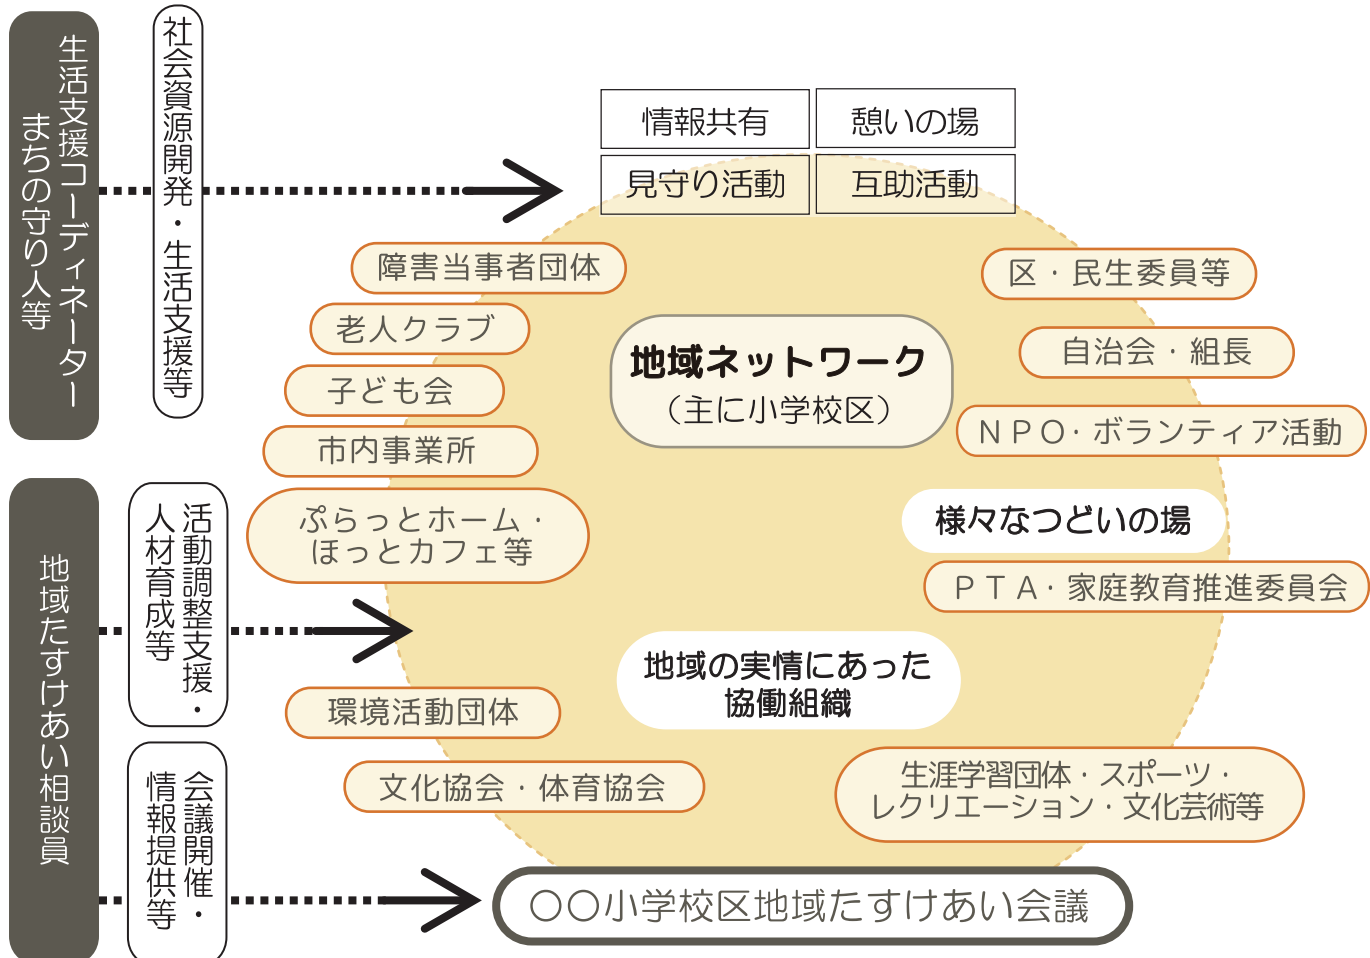 生活支援コーディネーター
まちの守り人等
社会資源開発・生活支援等
情報共有
憩いの場
見守り活動
互助活動
障害当事者団体
老人クラブ
子ども会
市内事業所
ぷらっとホーム・
ほっとカフェ等
区・民生委員等
自治会・組長
NPO・ボランティア活動
地域ネットワーク
（主に小学校区）
様々なつどいの場
PTA・家庭教育推進委員会
地域の実情にあった
協働組織
地域たすけあい相談員
活動調整支援・
人材育成等
会議開催・
情報提供等
環境活動団体
文化協会・体育協会
生涯学習団体・スポーツ・
レクリエーション・文化芸術等
〇〇小学校区地域たすけあい会議